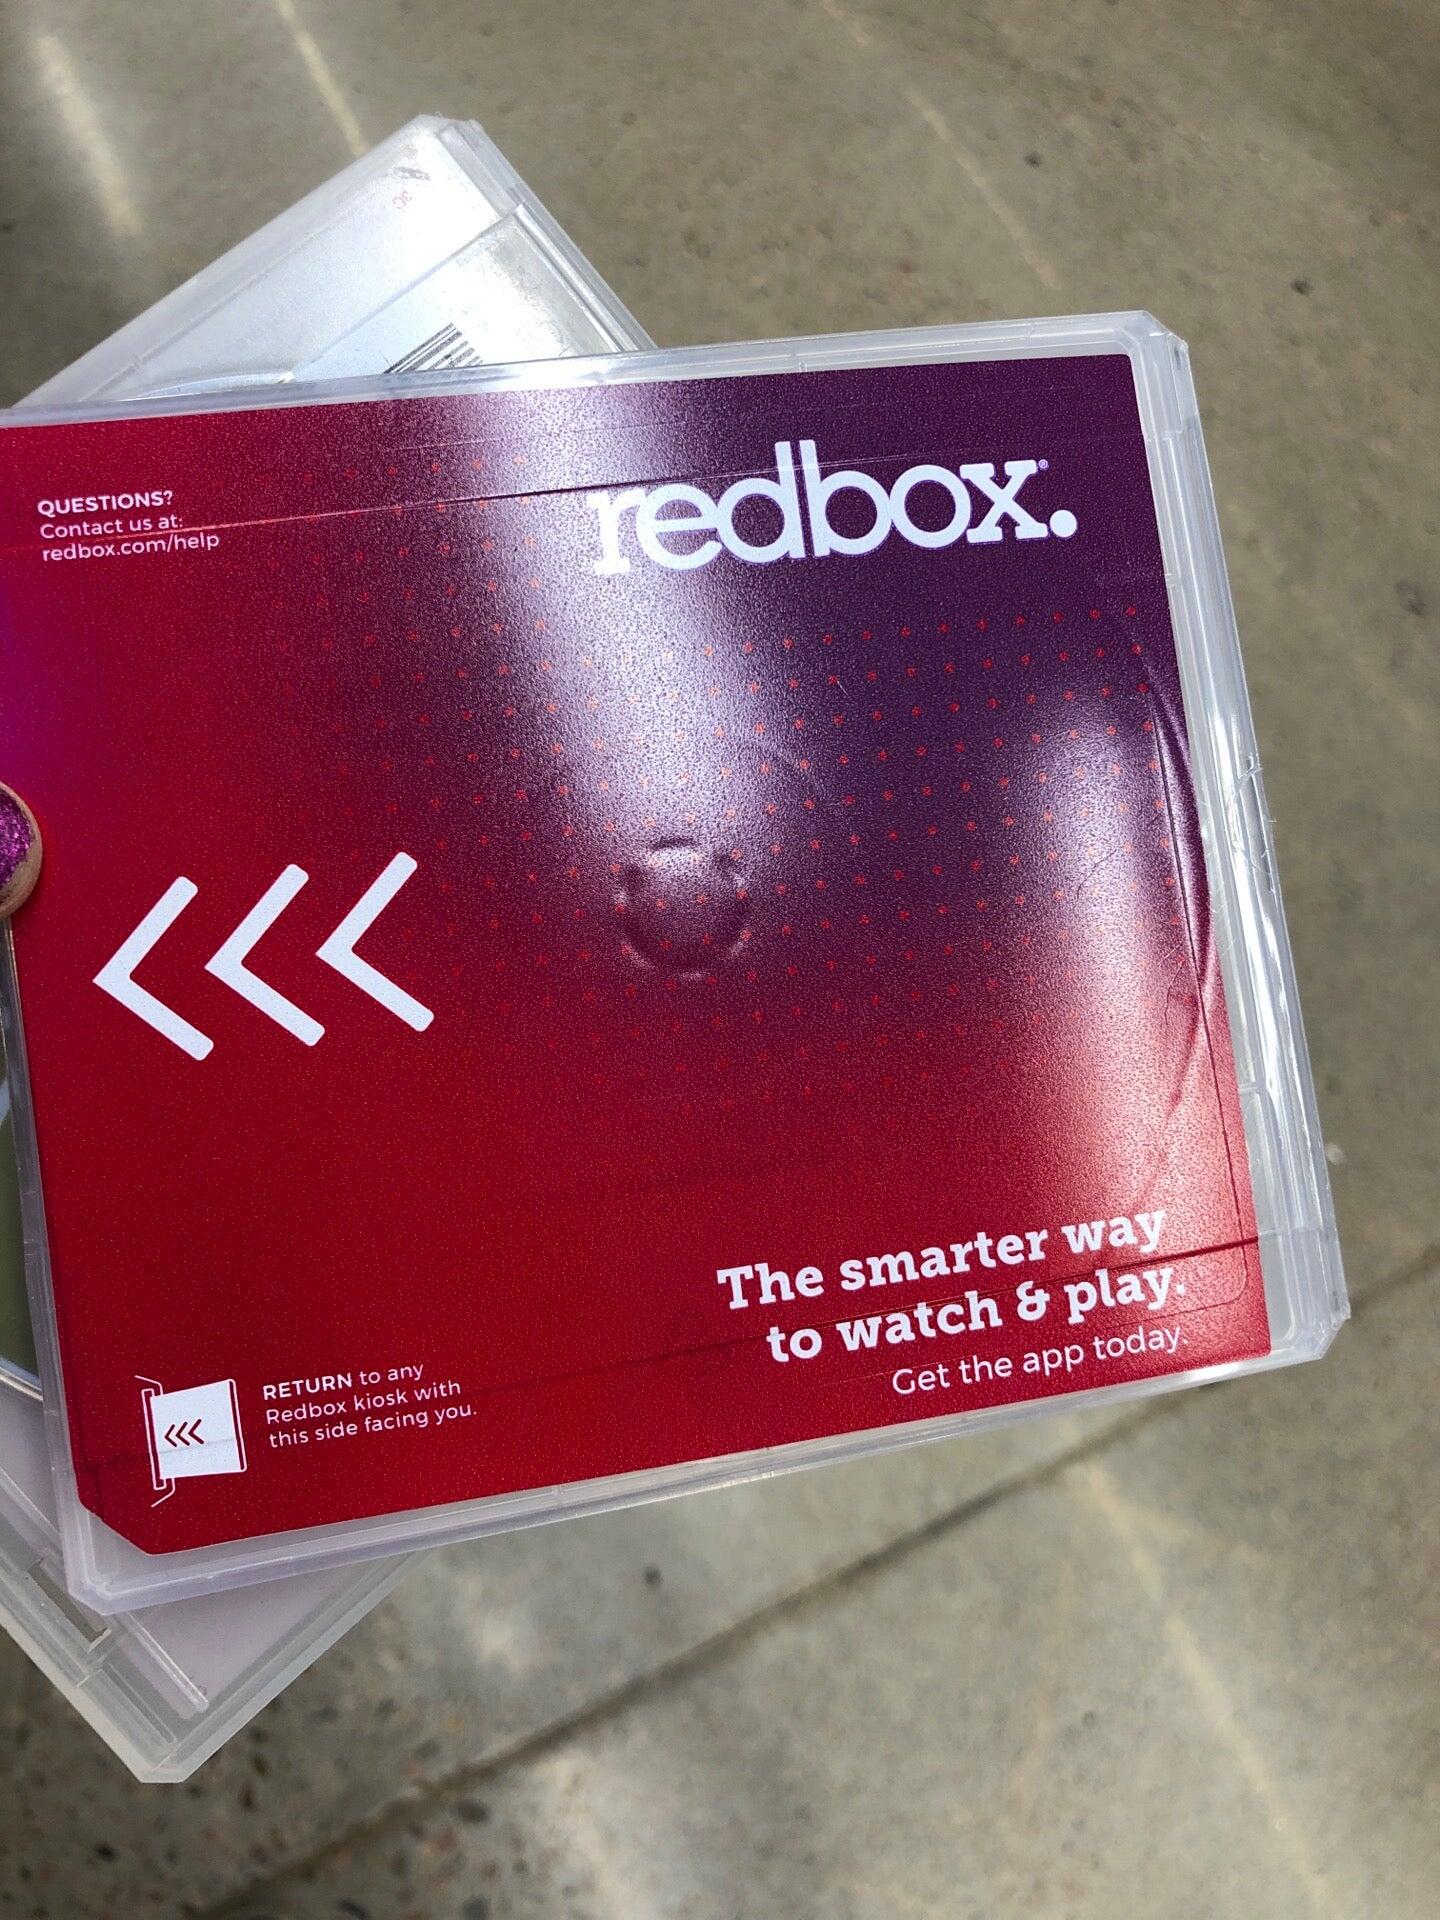 QUESTIONS?
Contact us at:
redbox.com/help
redbox.
The smarter way
to watch & play.
Get the app today.
RETURN to any
Redbox kiosk with
this side facing you.